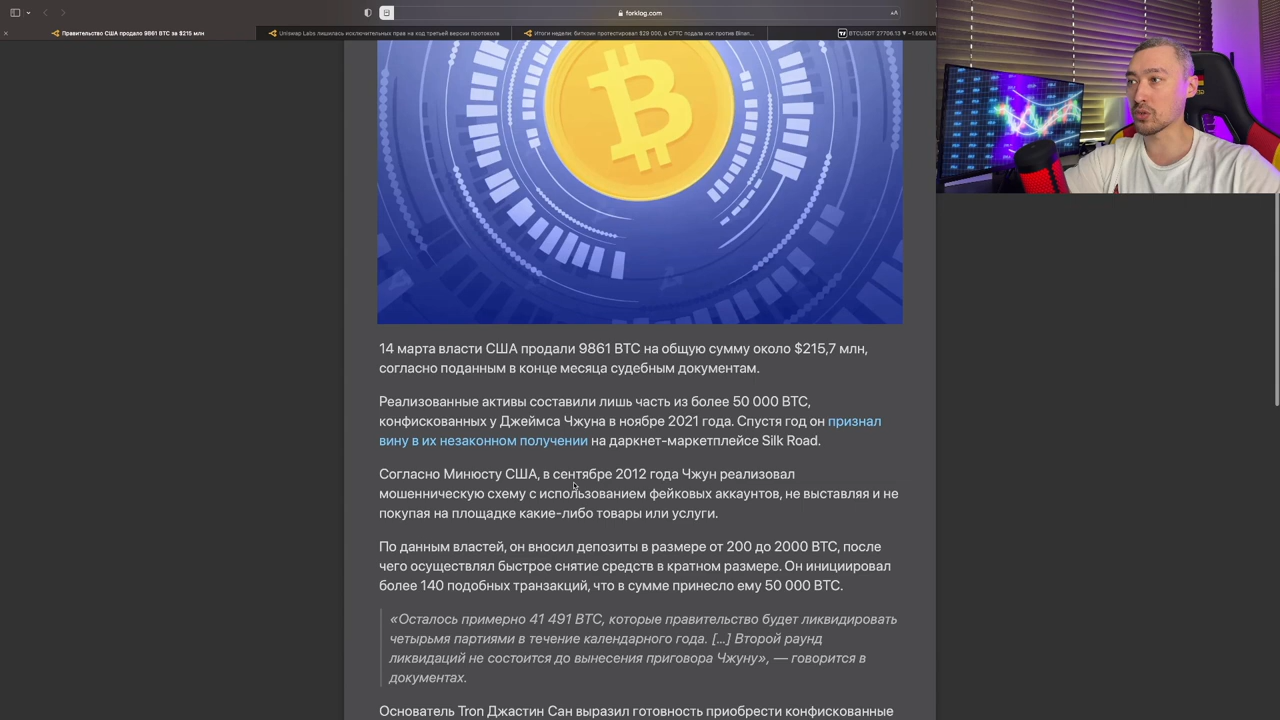 forklog.com
Правительство США продало 9861 BTC за $215 млн
Uniswap Labs лишилась исключительных прав на код третьей версии протокола
Итоги недели: биткоин протестировал $29 000, а CFTC подала иск против Binan...
BTCUSDT 27706.13 ▼ −1.66% Un
14 марта власти США продали 9861 BTC на общую сумму около $215,7 млн,
согласно поданным в конце месяца судебным документам.
Реализованные активы составили лишь часть из более 50 000 BTC,
конфискованных у Джеймса Чжуна в ноябре 2021 года. Спустя год он признал
вину в их незаконном получении на даркнет-маркетплейсе Silk Road.
Согласно Минюсту США, в сентябре 2012 года Чжун реализовал
мошенническую схему с использованием фейковых аккаунтов, не выставляя и не
покупая на площадке какие-либо товары или услуги.
По данным властей, он вносил депозиты в размере от 200 до 2000 BTC, после
чего осуществлял быстрое снятие средств в кратном размере. Он инициировал
более 140 подобных транзакций, что в сумме принесло ему 50 000 BTC.
«Осталось примерно 41 491 BTC, которые правительство будет ликвидировать
четырьмя партиями в течение календарного года. […] Второй раунд
ликвидаций не состоится до вынесения приговора Чжуну», — говорится в
документах.
Основатель Tron Джастин Сан выразил готовность приобрести конфискованные